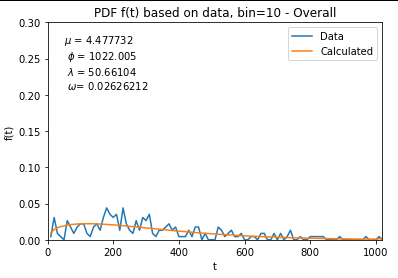 PDF f(t) based on data, bin=10 - Overall
μ = 4.477732
ϕ = 1022.005
λ = 50.66104
ω= 0.02626212
Data
Calculated
f(t)
0.30
0.25
0.20
0.15
0.10
0.05
0.00
0 200 400 600 800 1000
t